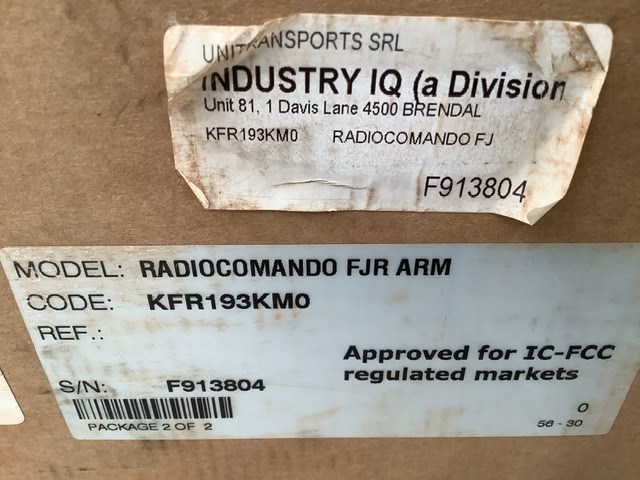 UNITRANSPORTS SRL
INDUSTRY IQ (a Division
Unit 81, 1 Davis Lane 4500 BRENDAL
KFR193KM0 RADIOCOMANDO FJ
F913804
MODEL: RADIOCOMANDO FJR ARM
CODE: KFR193KM0
REF.:
Approved for IC-FCC
regulated markets
S/N: F913804
0
PACKAGE 2 OF 2
56 - 30